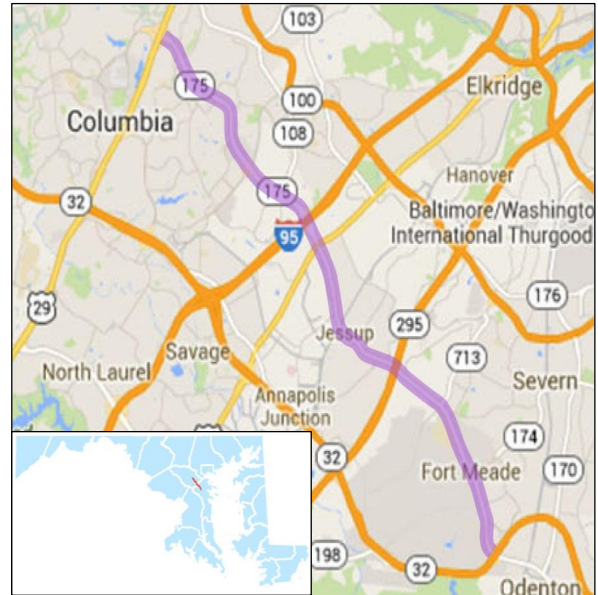 103
175
Elkridge
100
Columbia
108
Hanover
175
32
Baltimore/Washingto
International Thurgood
95
29
176
295
Jessup
Savage
713
North Laurel
Severn
Annapolis
Junction
174
32
Fort Meade
170
198
32
Odenton